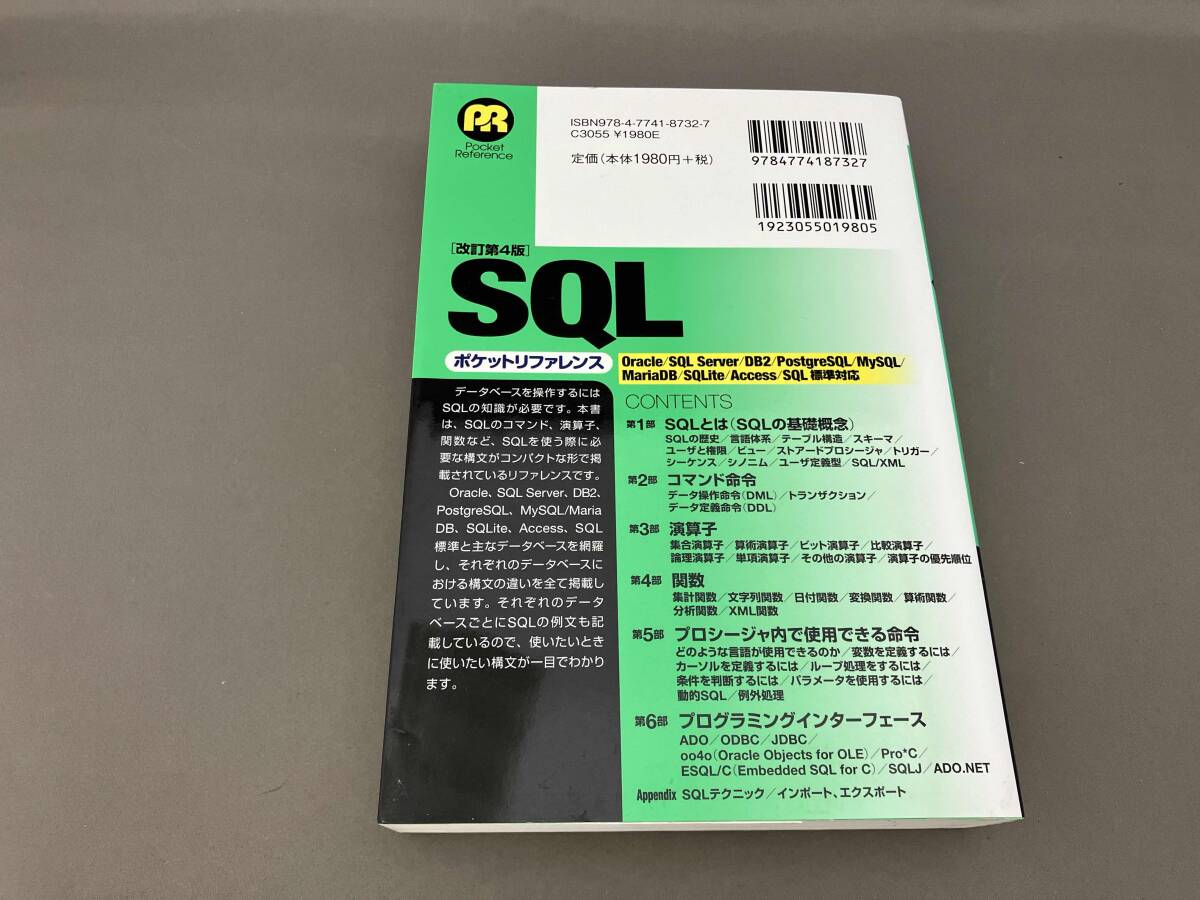 PR
Pocket
Reference
ISBN978-4-7741-8732-7
C3055 ¥1980E
定価(本体1980円+税)
9784774187327
1923055019805
[改訂第4版]
SQL
ポケットリファレンス
Oracle/SQL Server/DB2/PostgreSQL/MySQL/
MariaDB/SQLite/Access/SQL標準対応
データベースを操作するには
SQLの知識が必要です。本書
は、SQLのコマンド、演算子、
関数など、SQLを使う際に必
要な構文がコンパクトな形で掲
載されているリファレンスです。
Oracle、SQL Server、DB2、
PostgreSQL、MySQL/Maria
DB、SQLite、Access、SQL
標準と主なデータベースを網羅
し、それぞれのデータベースに
おける構文の違いを全て掲載し
ています。それぞれのデータ
ベースごとにSQLの例文も記
載しているので、使いたいとき
に使いたい構文が一目でわかり
ます。
CONTENTS
第1部 SQLとは(SQLの基礎概念)
SQLの歴史/言語体系/テーブル構造/スキーマ/
ユーザと権限/ビュー/ストアードプロシージャ/トリガー/
シーケンス/シノニム/ユーザ定義型/SQL/XML
第2部 コマンド命令
データ操作命令(DML)/トランザクション/
データ定義命令(DDL)
第3部 演算子
集合演算子/算術演算子/ビット演算子/比較演算子/
論理演算子/単項演算子/その他の演算子/演算子の優先順位
第4部 関数
集計関数/文字列関数/日付関数/変換関数/算術関数/
分析関数/XML関数
第5部 プロシージャ内で使用できる命令
どのような言語が使用できるのか/変数を定義するには/
カーソルを定義するには/ループ処理をするには/
条件を判断するには/パラメータを使用するには/
動的SQL/例外処理
第6部 プログラミングインターフェース
ADO/ODBC/JDBC/
oo4o(Oracle Objects for OLE)/Pro*C/
ESQL/C(Embedded SQL for C)/SQLJ/ADO.NET
Appendix SQLテクニック/インポート、エクスポート